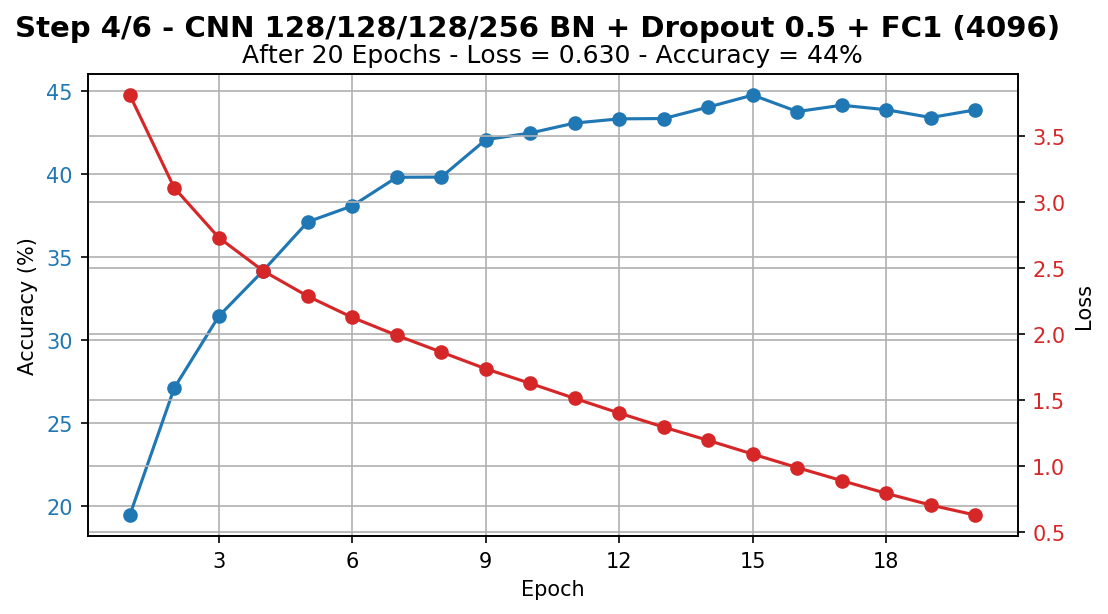 Step 4/6 - CNN 128/128/128/256 BN + Dropout 0.5 + FC1 (4096)
After 20 Epochs - Loss = 0.630 - Accuracy = 44%
Accuracy (%)
45
40
35
30
25
20
3 6 9 12 15 18
Epoch
3.5
3.0
2.5
2.0
1.5
1.0
0.5
Loss